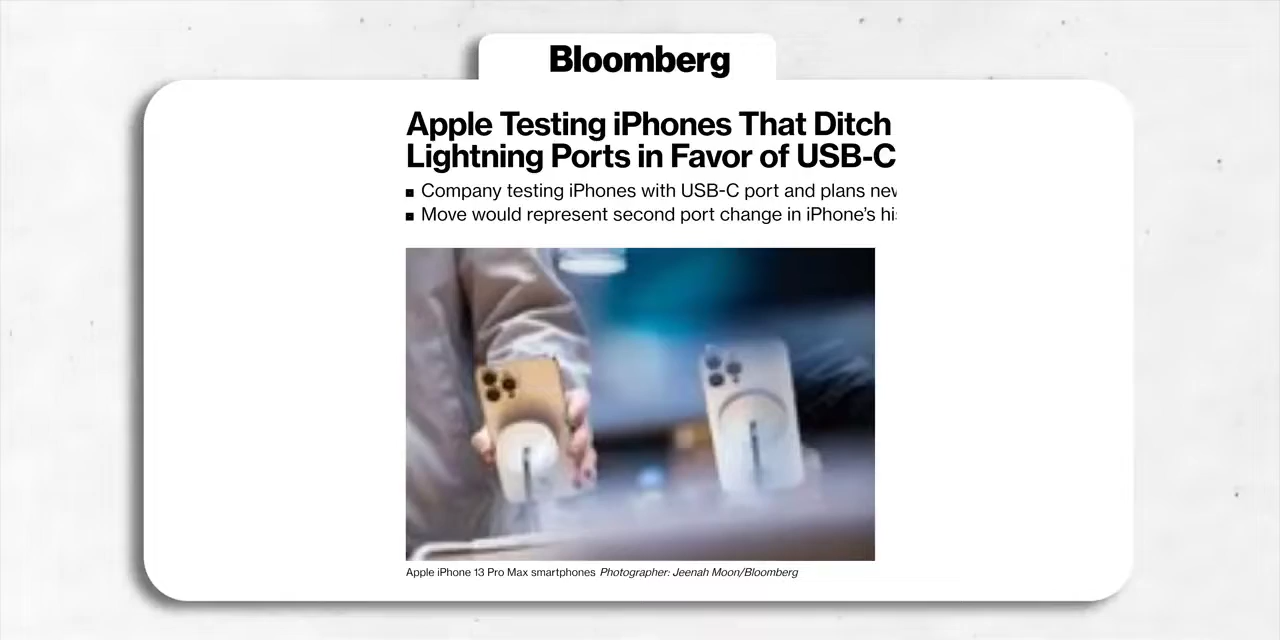 Bloomberg
Apple Testing iPhones That Ditch
Lightning Ports in Favor of USB-C
Company testing iPhones with USB-C port and plans
Move would represent second port change in iPhone's
Apple iPhone 13 Pro Max smartphones Photographer: Jeenah Moon/Bloomberg